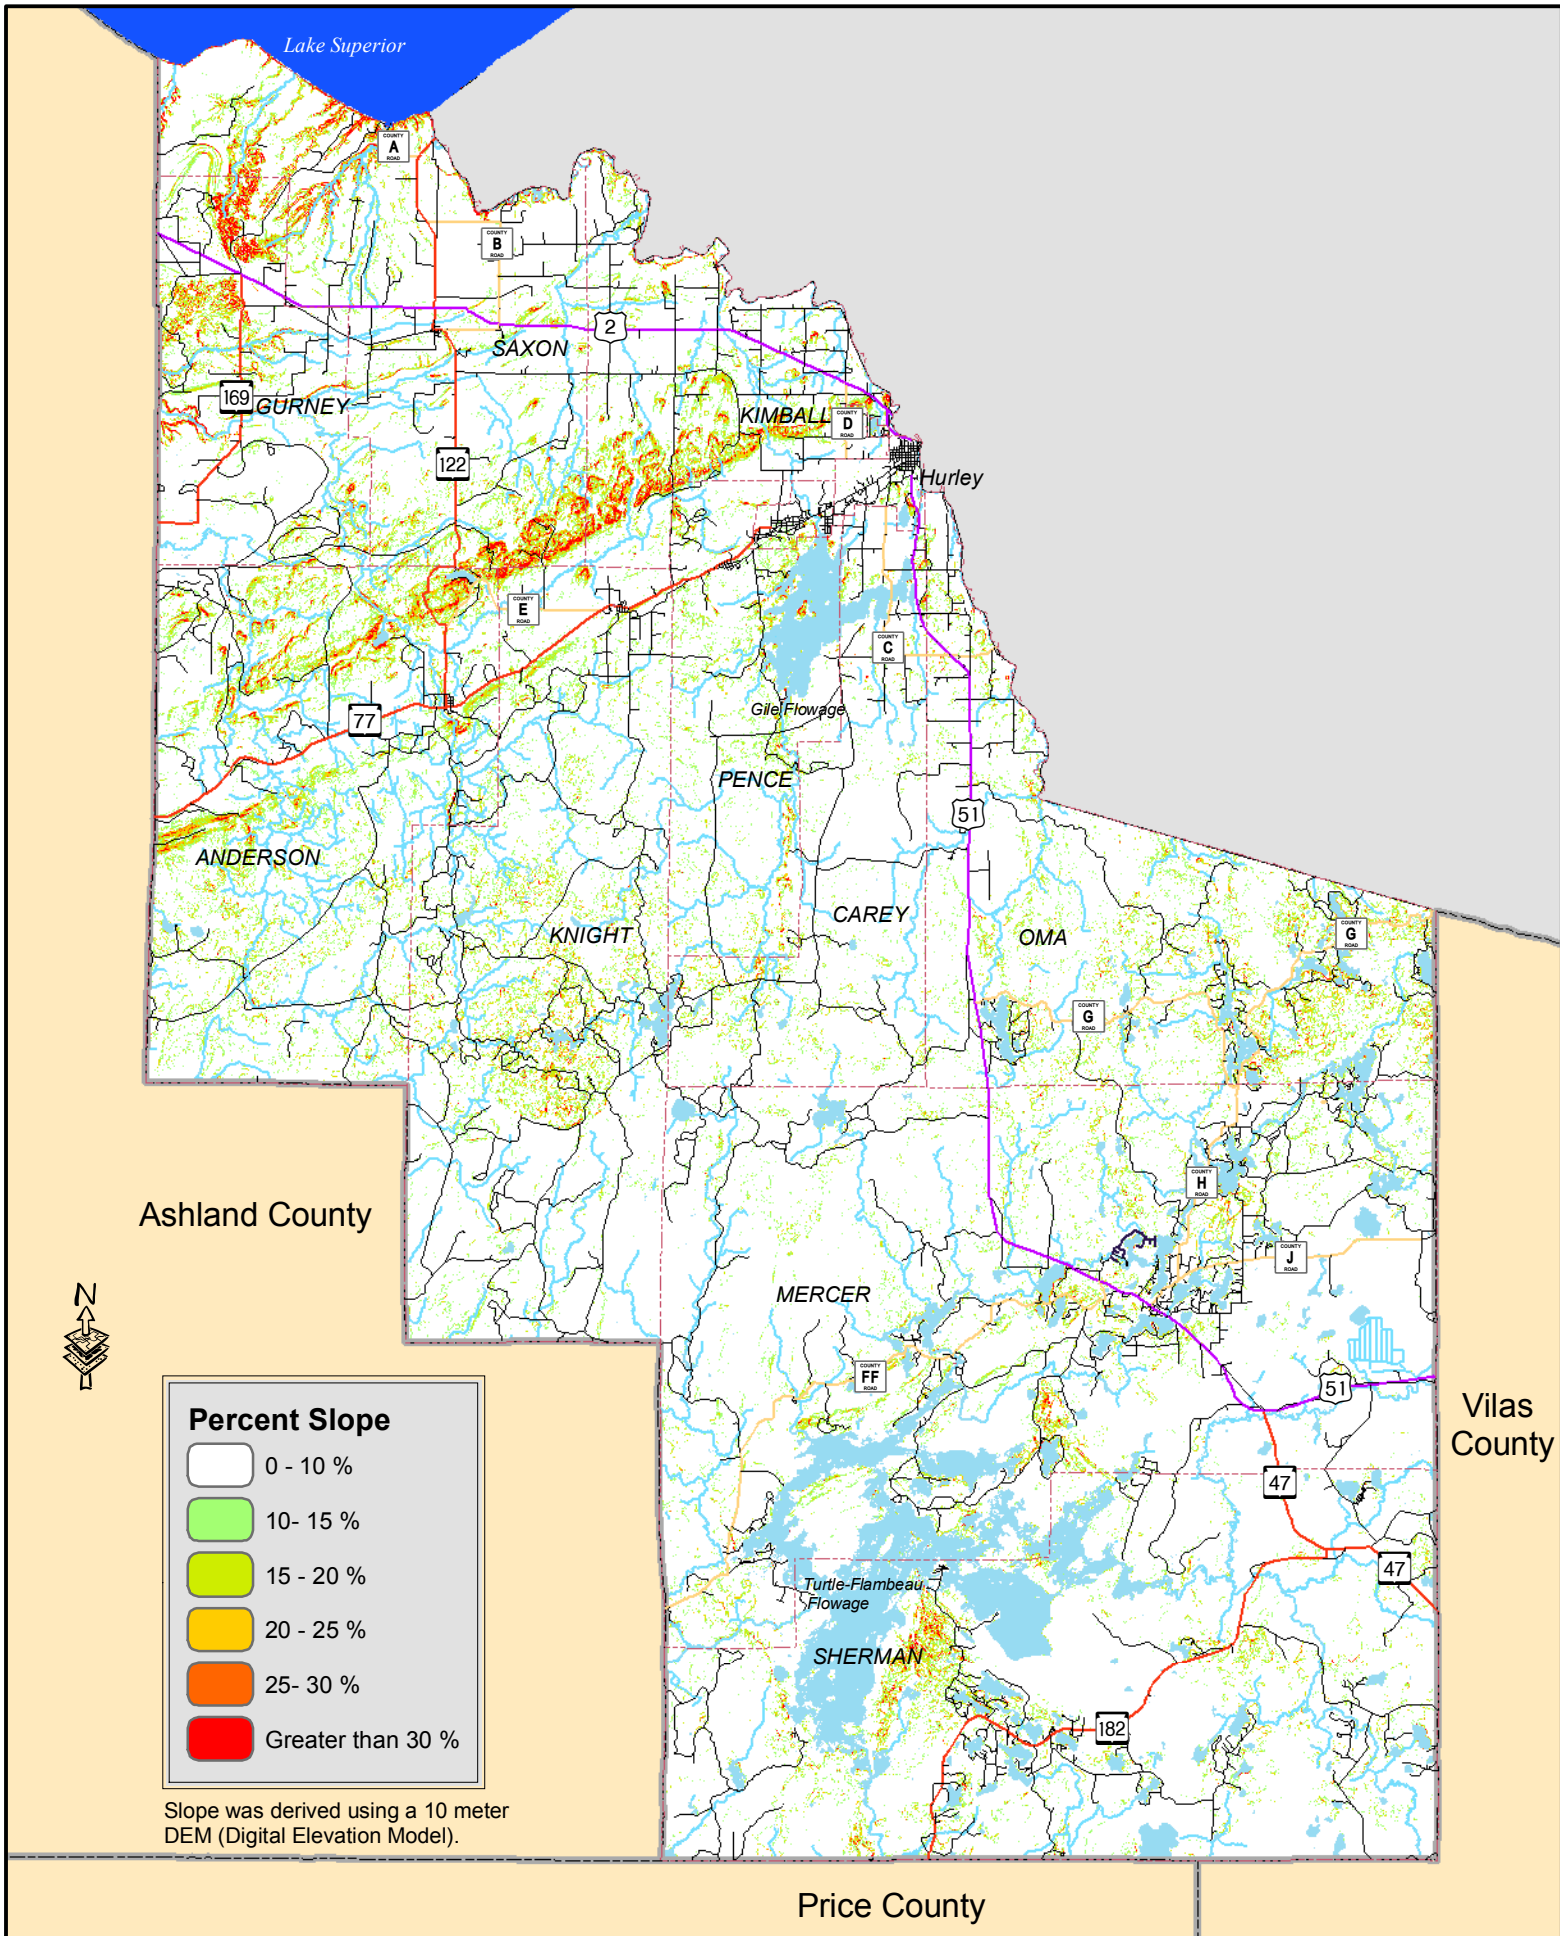 Lake Superior
COUNTY
A
ROAD
COUNTY
B
ROAD
2
SAXON
169
GURNEY
KIMBALL
COUNTY
D
ROAD
122
Hurley
COUNTY
E
ROAD
COUNTY
C
ROAD
Gile Flowage
77
PENCE
51
ANDERSON
CAREY
KNIGHT
OMA
COUNTY
G
ROAD
COUNTY
G
ROAD
Ashland County
COUNTY
H
ROAD
COUNTY
J
ROAD
N
MERCER
COUNTY
FF
ROAD
51
Vilas
County
47
47
Turtle-Flambeau
Flowage
SHERMAN
182
Percent Slope
0 - 10 %
10- 15 %
15 - 20 %
20 - 25 %
25- 30 %
Greater than 30 %
Slope was derived using a 10 meter
DEM (Digital Elevation Model).
Price County